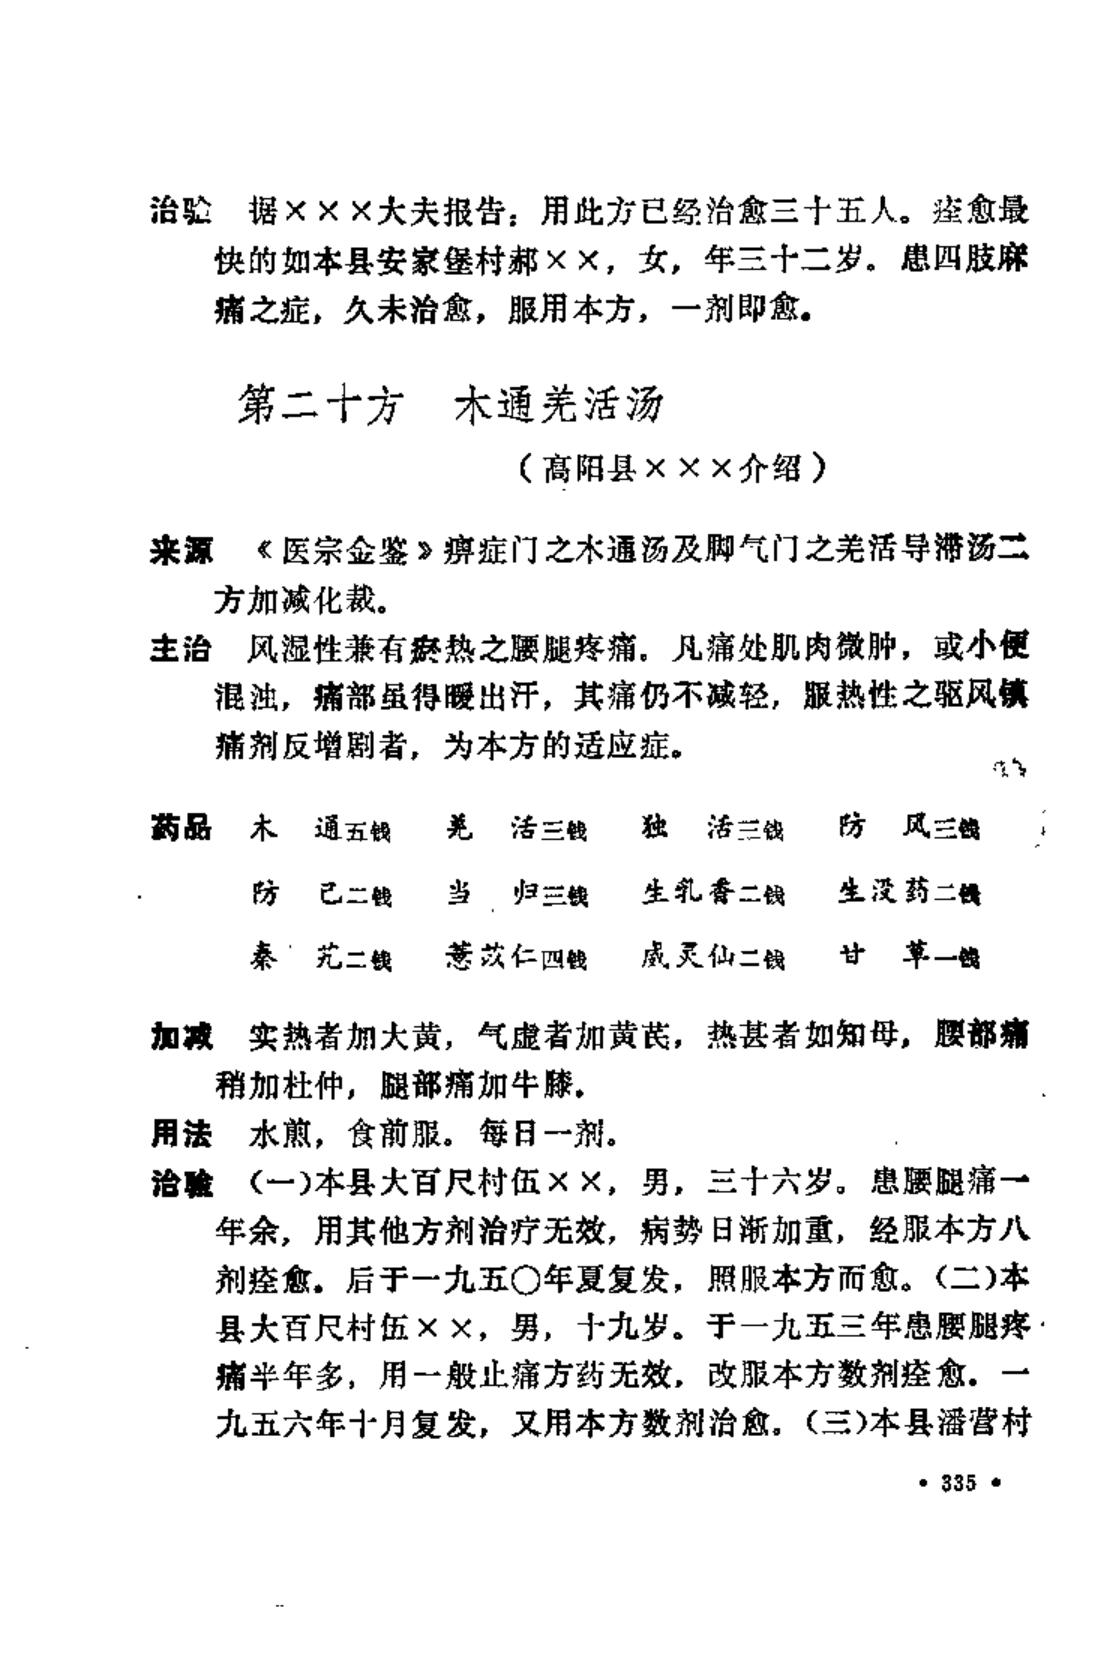 治验 据×××大夫报告：用此方已经治愈三十五人。痊愈最
快的如本县安家堡村郝××，女，年三十二岁。患四肢麻
痛之症，久未治愈，服用本方，一剂即愈。
第二十方 木通羌活汤
（高阳县×××介绍）
来源 《医宗金鉴》痹症门之木通汤及脚气门之羌活导滞汤二
方加减化裁。
主治 风湿性兼有瘀热之腰腿疼痛．凡痛处肌肉微肿，或小便
混浊，痛部虽得暖出汗，其痛仍不减轻，服热性之驱风镇
痛剂反增剧者，为本方的适应症。
药品 木通五钱 羌活三钱 独活三钱 防风三钱
防己二钱 当归三钱 生乳香二钱 生没药二钱
秦艽二钱 薏苡仁四钱 威灵仙二钱 甘草一钱
加减 实热者加大黄，气虚者加黄芪，热甚者如知母，腰部痛
稍加杜仲，腿部痛加牛膝．
用法 水煎，食前服。每日一剂。
治验 （一）本县大百尺村伍××，男，三十六岁。患腰腿痛一
年余，用其他方剂治疗无效，病势日渐加重，经服本方八
剂痊愈．后于一九五〇年夏复发，照服本方而愈。（二）本
县大百尺村伍××，男，十九岁。于一九五三年患腰腿疼
痛半年多，用一般止痛方药无效．改服本方数剂痊愈．一
九五六年十月复发，又用本方数剂治愈。（三）本县潘营村
• 335 •